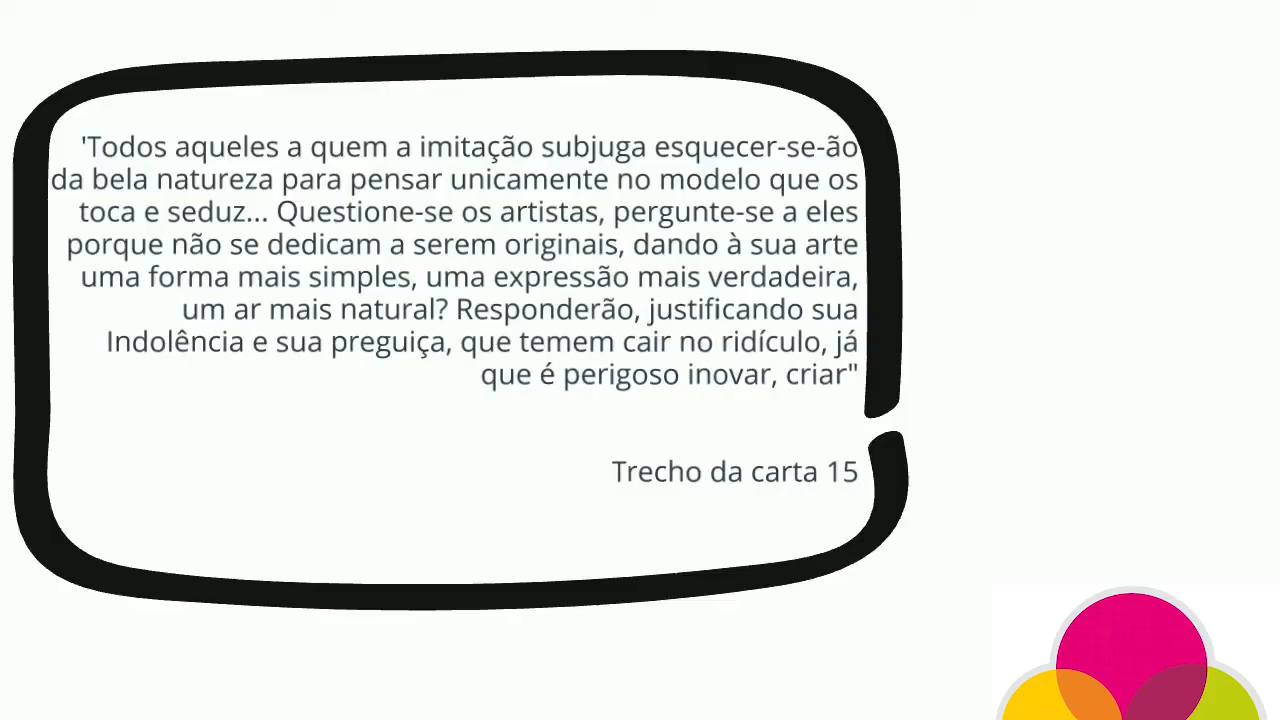 'Todos aqueles a quem a imitação subjuga esquecer-se-ão
da bela natureza para pensar unicamente no modelo que os
toca e seduz... Questione-se os artistas, pergunte-se a eles
porque não se dedicam a serem originais, dando à sua arte
uma forma mais simples, uma expressão mais verdadeira,
um ar mais natural? Responderão, justificando sua
Indolência e sua preguiça, que temem cair no ridículo, já
que é perigoso inovar, criar"
Trecho da carta 15